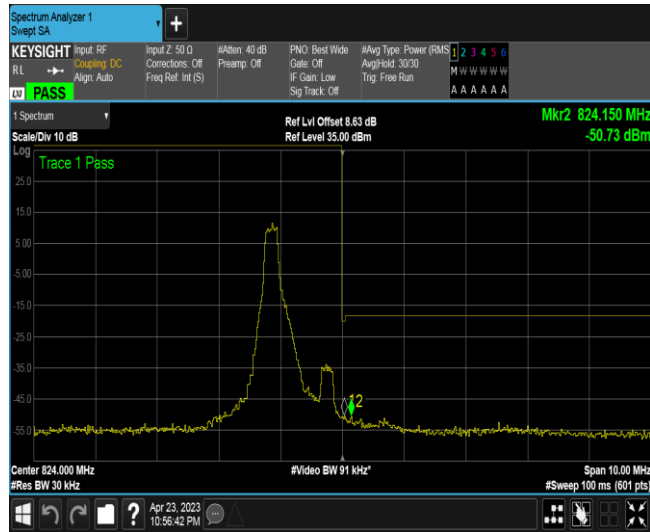 Spectrum Analyzer 1
Swept SA
+
KEYSIGHT
RL
LXI PASS
Input: RF
Coupling: DC
Align: Auto
Input Z: 50 Ω
Corrections: Off
Freq Ref: Int (S)
#Atten: 40 dB
Preamp: Off
PNO: Best Wide
Gate: Off
IF Gain: Low
Sig Track: Off
#Avg Type: Power (RMS
Avg|Hold: 30/30
Trig: Free Run
1 2 3 4 5 6
M W W W W W
A A A A A A
1 Spectrum
Scale/Div 10 dB
Log
Ref Lvl Offset 8.63 dB
Ref Level 35.00 dBm
Mkr2 824.150 MHz
-50.73 dBm
Trace 1 Pass
25.0
15.0
5.00
-5.00
-15.0
-25.0
-35.0
-45.0
-55.0
12
Center 824.000 MHz
#Res BW 30 kHz
#Video BW 91 kHz*
Span 10.00 MHz
#Sweep 100 ms (601 pts)
?
Apr 23, 2023
10:56:42 PM